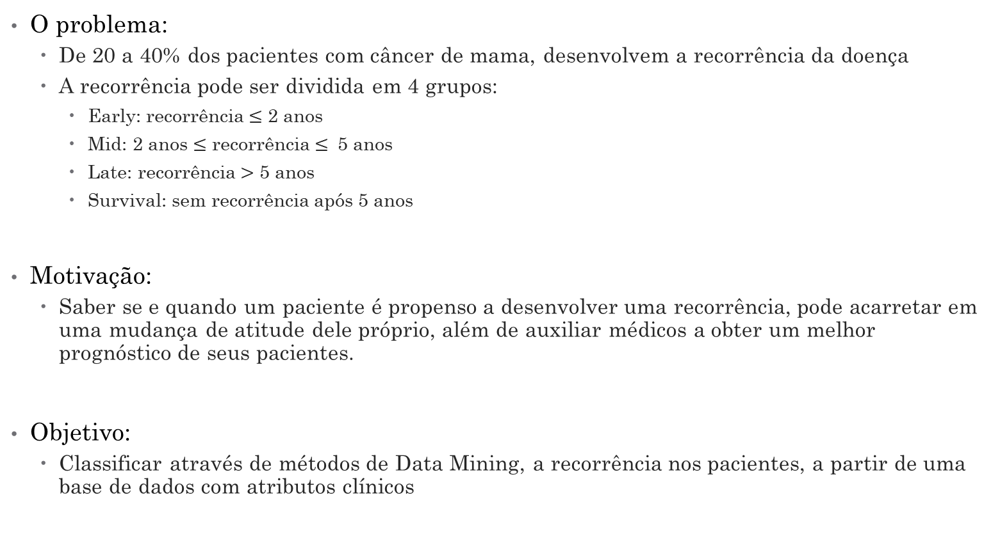 • O problema:
• De 20 a 40% dos pacientes com câncer de mama, desenvolvem a recorrência da doença
• A recorrência pode ser dividida em 4 grupos:
• Early: recorrência ≤ 2 anos
• Mid: 2 anos ≤ recorrência ≤ 5 anos
• Late: recorrência > 5 anos
• Survival: sem recorrência após 5 anos
• Motivação:
• Saber se e quando um paciente é propenso a desenvolver uma recorrência, pode acarretar em
uma mudança de atitude dele próprio, além de auxiliar médicos a obter um melhor
prognóstico de seus pacientes.
• Objetivo:
• Classificar através de métodos de Data Mining, a recorrência nos pacientes, a partir de uma
base de dados com atributos clínicos